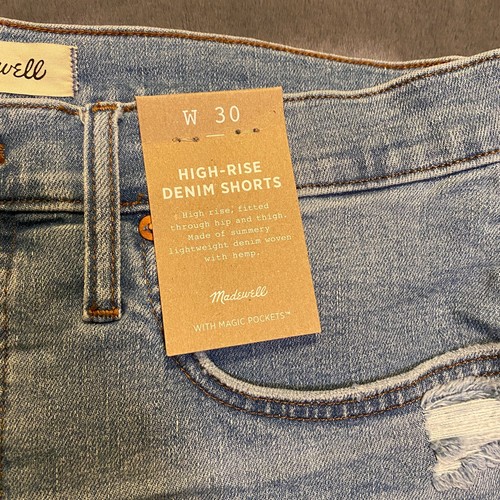 well
W 30
HIGH-RISE
DENIM SHORTS
High rise, fitted
through hip and thigh.
Made of summery
lightweight denim woven
with hemp.
Madewell
WITH MAGIC POCKETS™